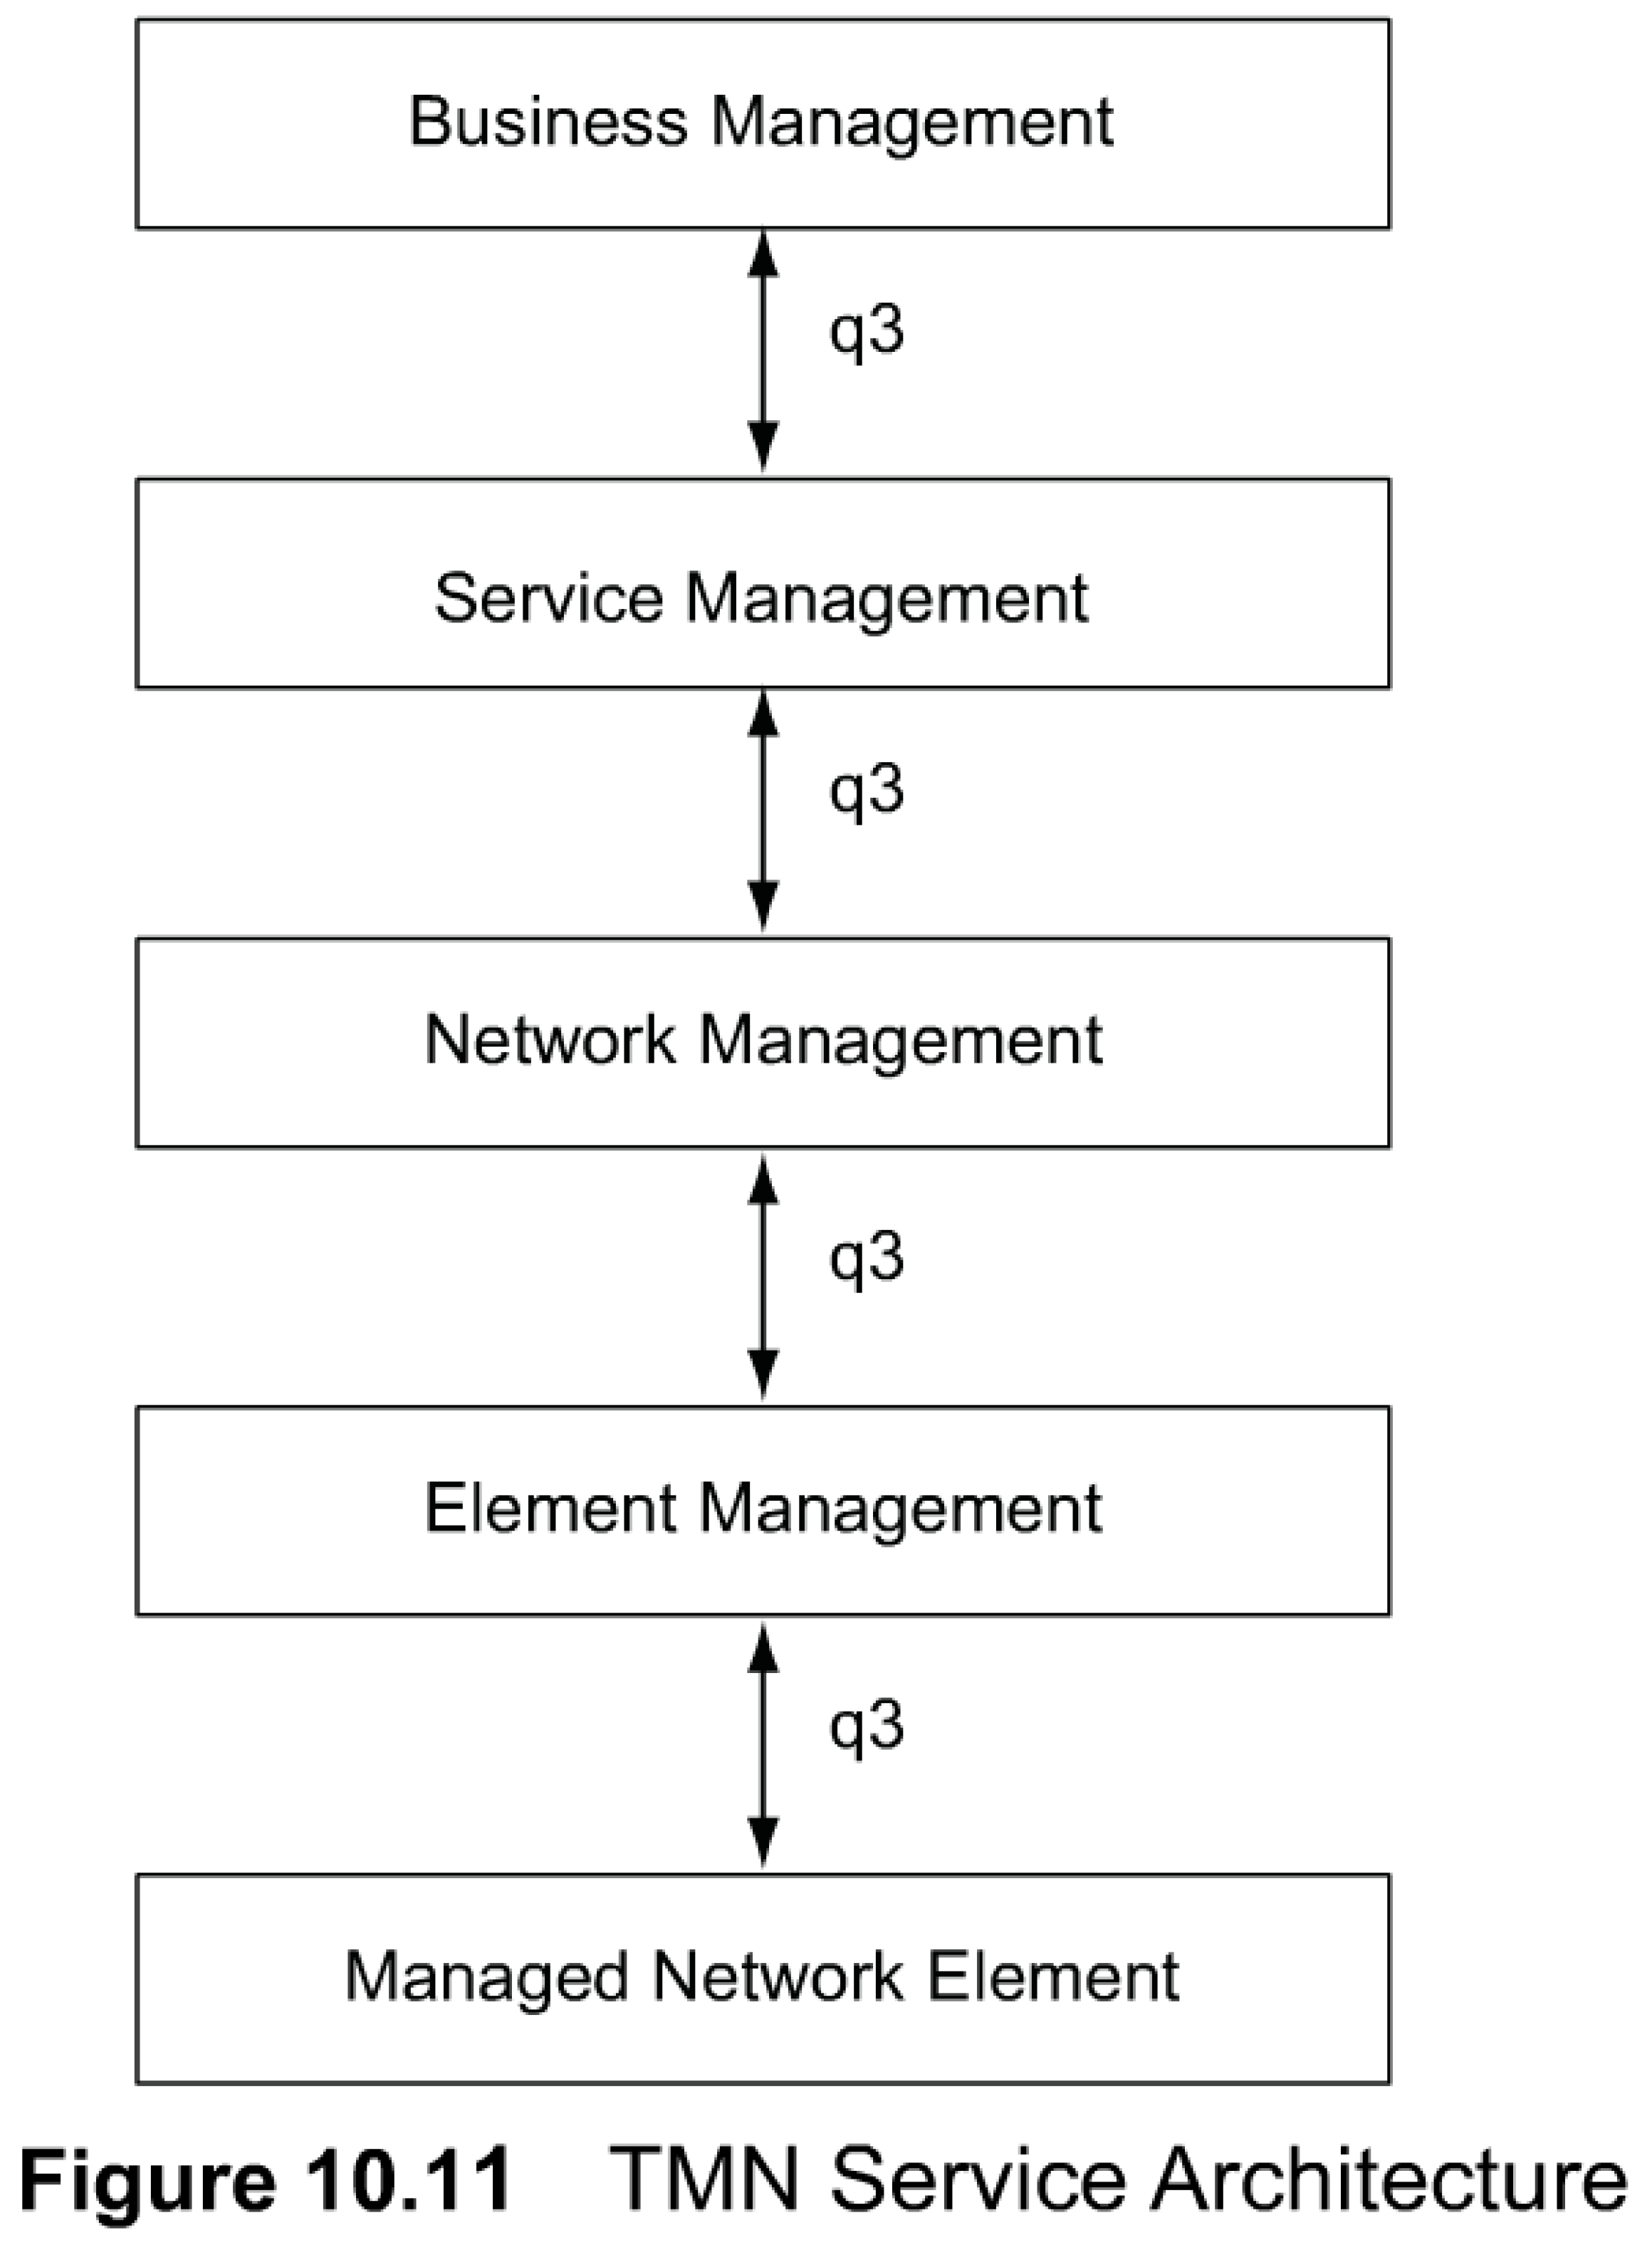 Business Management
q3
Service Management
q3
Network Management
q3
Element Management
q3
Managed Network Element
Figure 10.11 TMN Service Architecture